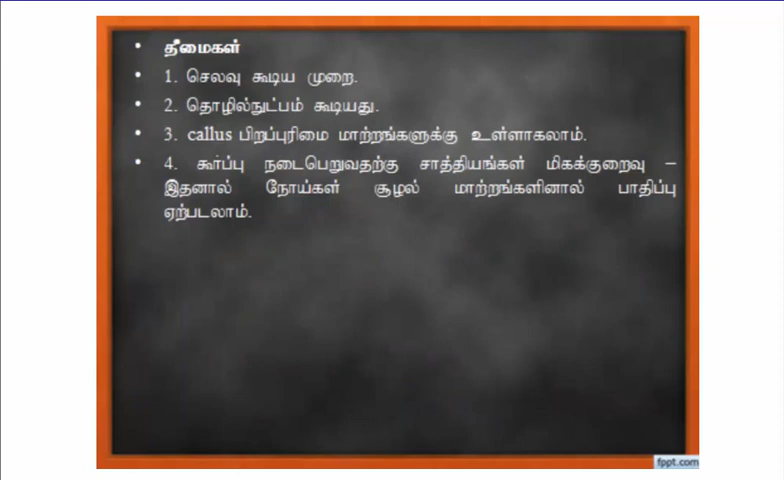 • தீமைகள்
• 1. செலவு கூடிய முறை.
• 2. தொழில்நுட்பம் கூடியது.
• 3. callus பிறப்புரிமை மாற்றங்களுக்கு உள்ளாகலாம்.
• 4. கூர்ப்பு நடைபெறுவதற்கு சாத்தியங்கள் மிகக்குறைவு –
இதனால் நோய்கள் சூழல் மாற்றங்களினால் பாதிப்பு
ஏற்படலாம்.
fppt.com